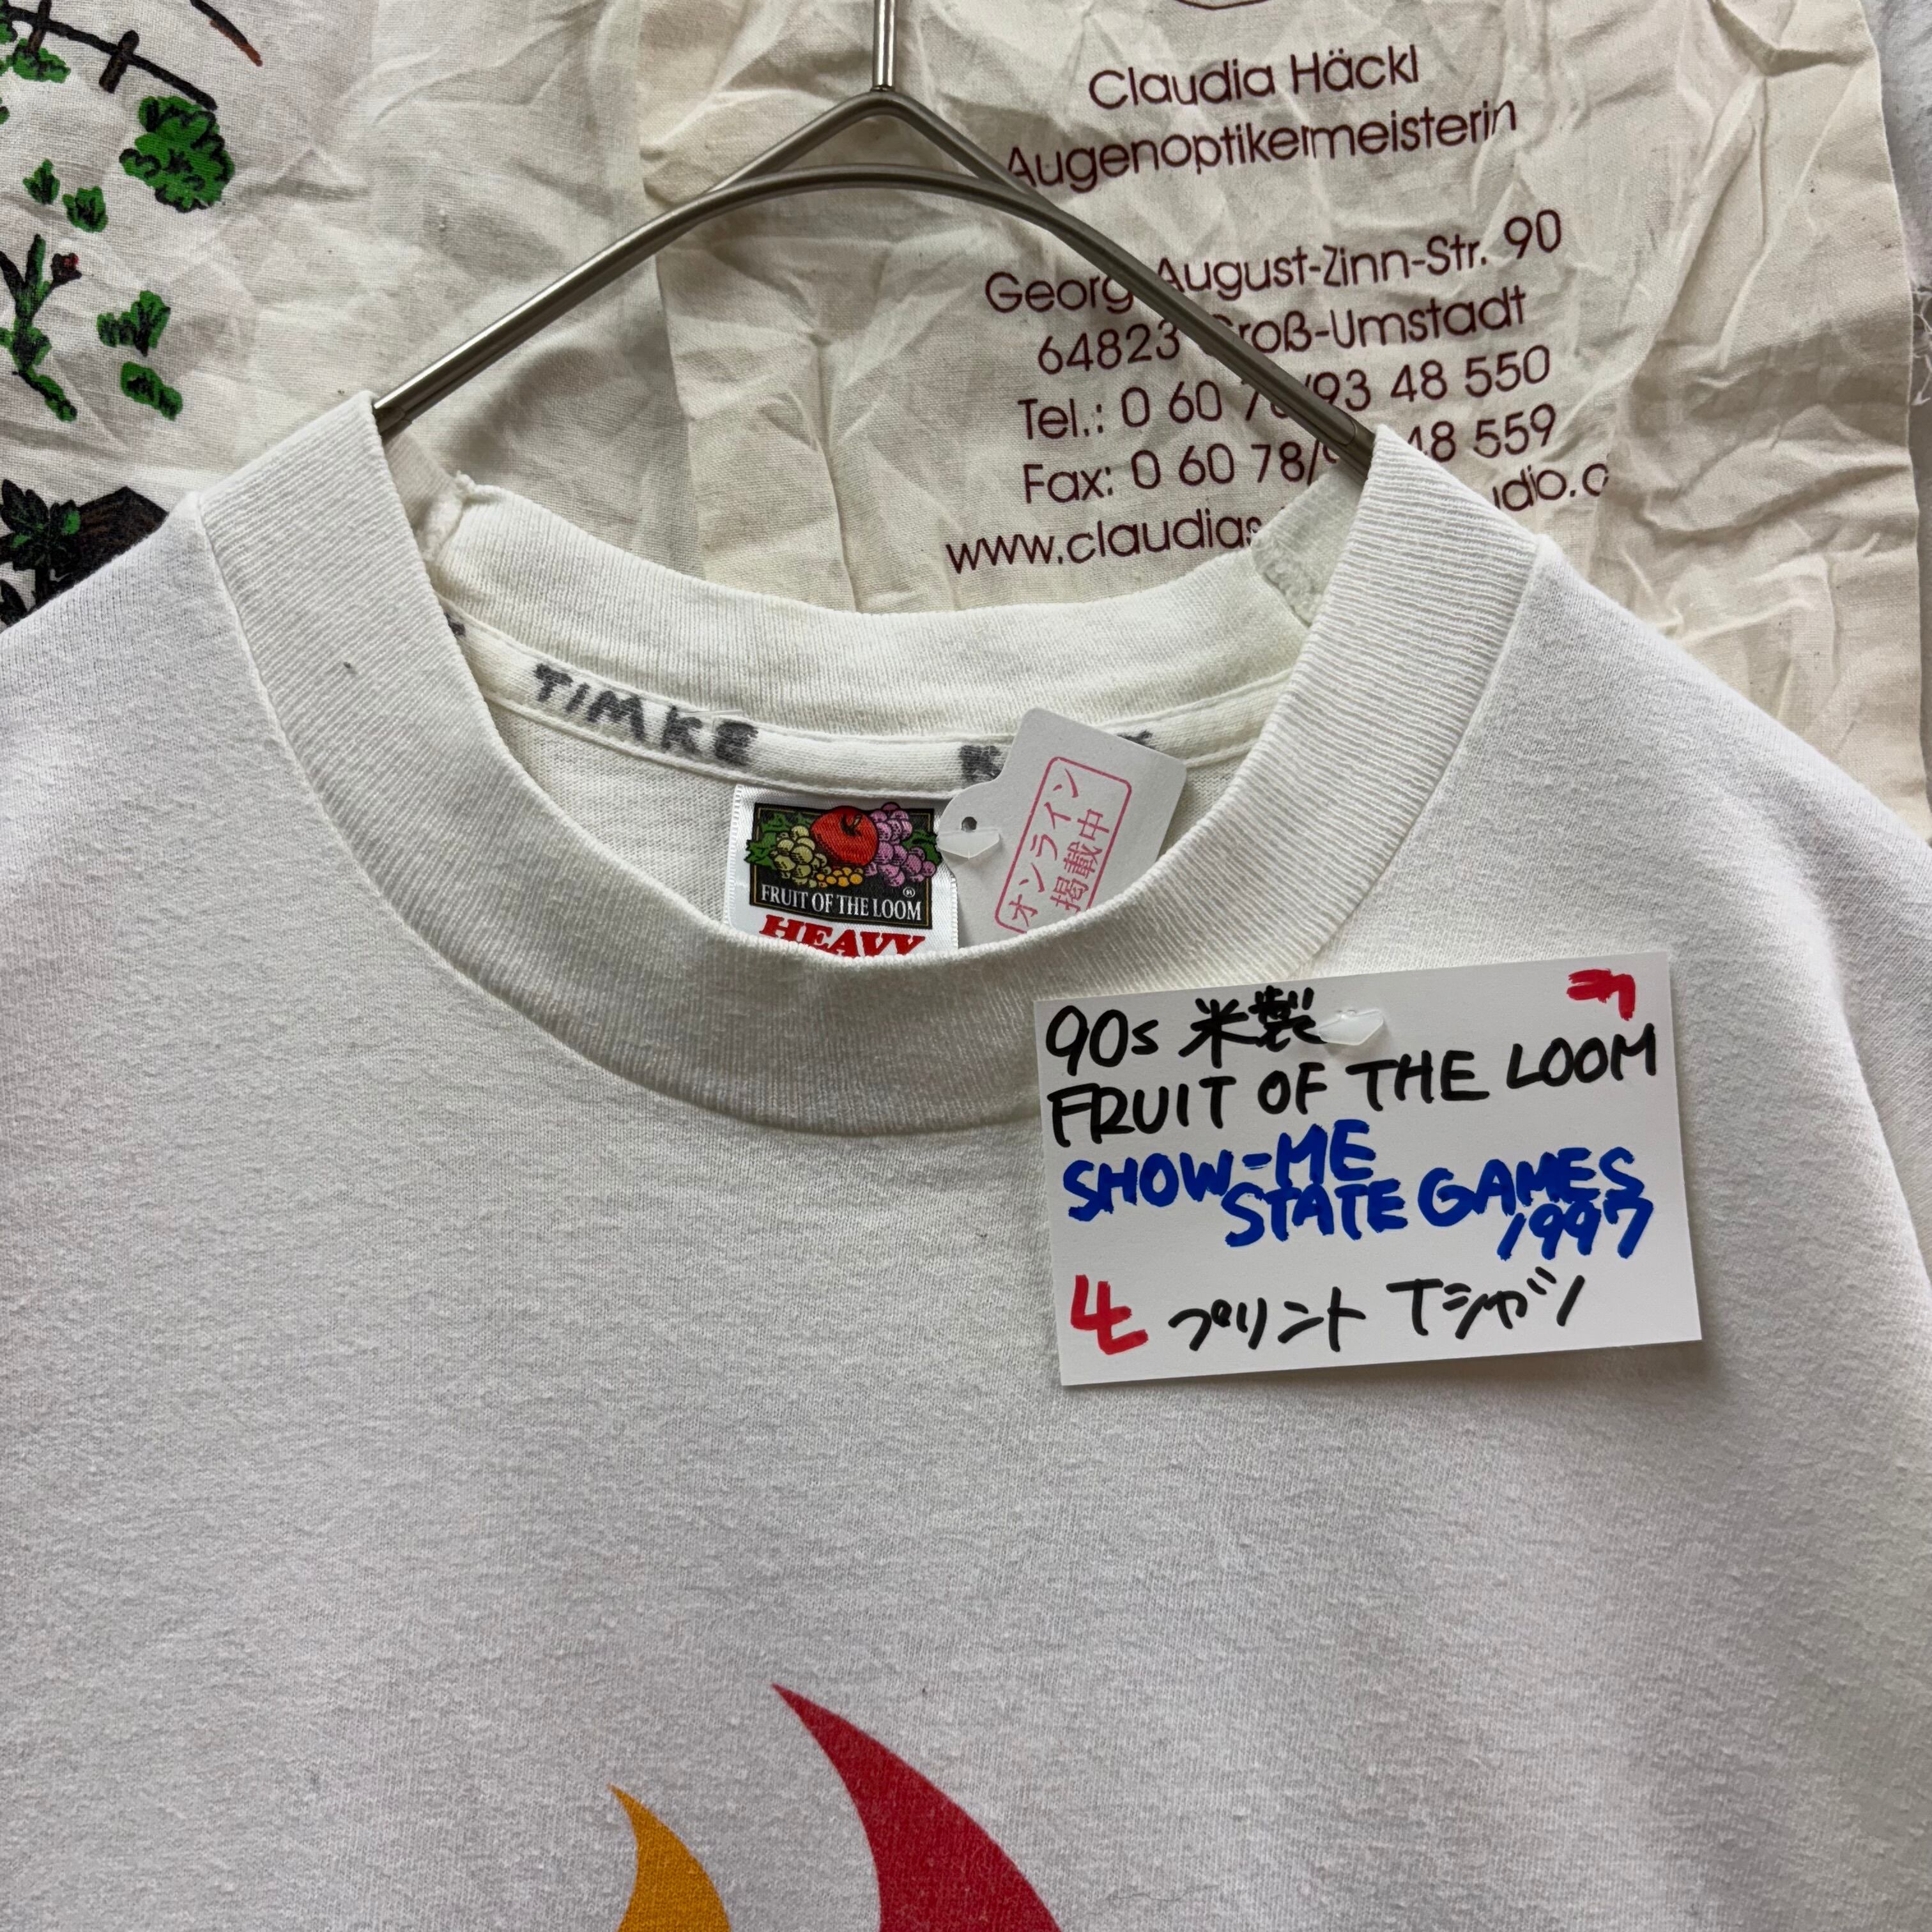 Claudia Häckl
Augenoptikermeisterin
Georg-August-Zinn-Str. 90
64823 Groß-Umstadt
Tel.: 0 60 78/93 48 550
Fax: 0 60 78/ 48 559
www.claudias
TIMKE
FRUIT OF THE LOOM
®
HEAVY
オンライン
掲載中
90s 米製
FRUIT OF THE LOOM
SHOW-ME
STATE GAMES
1997
プリント Tシャツ